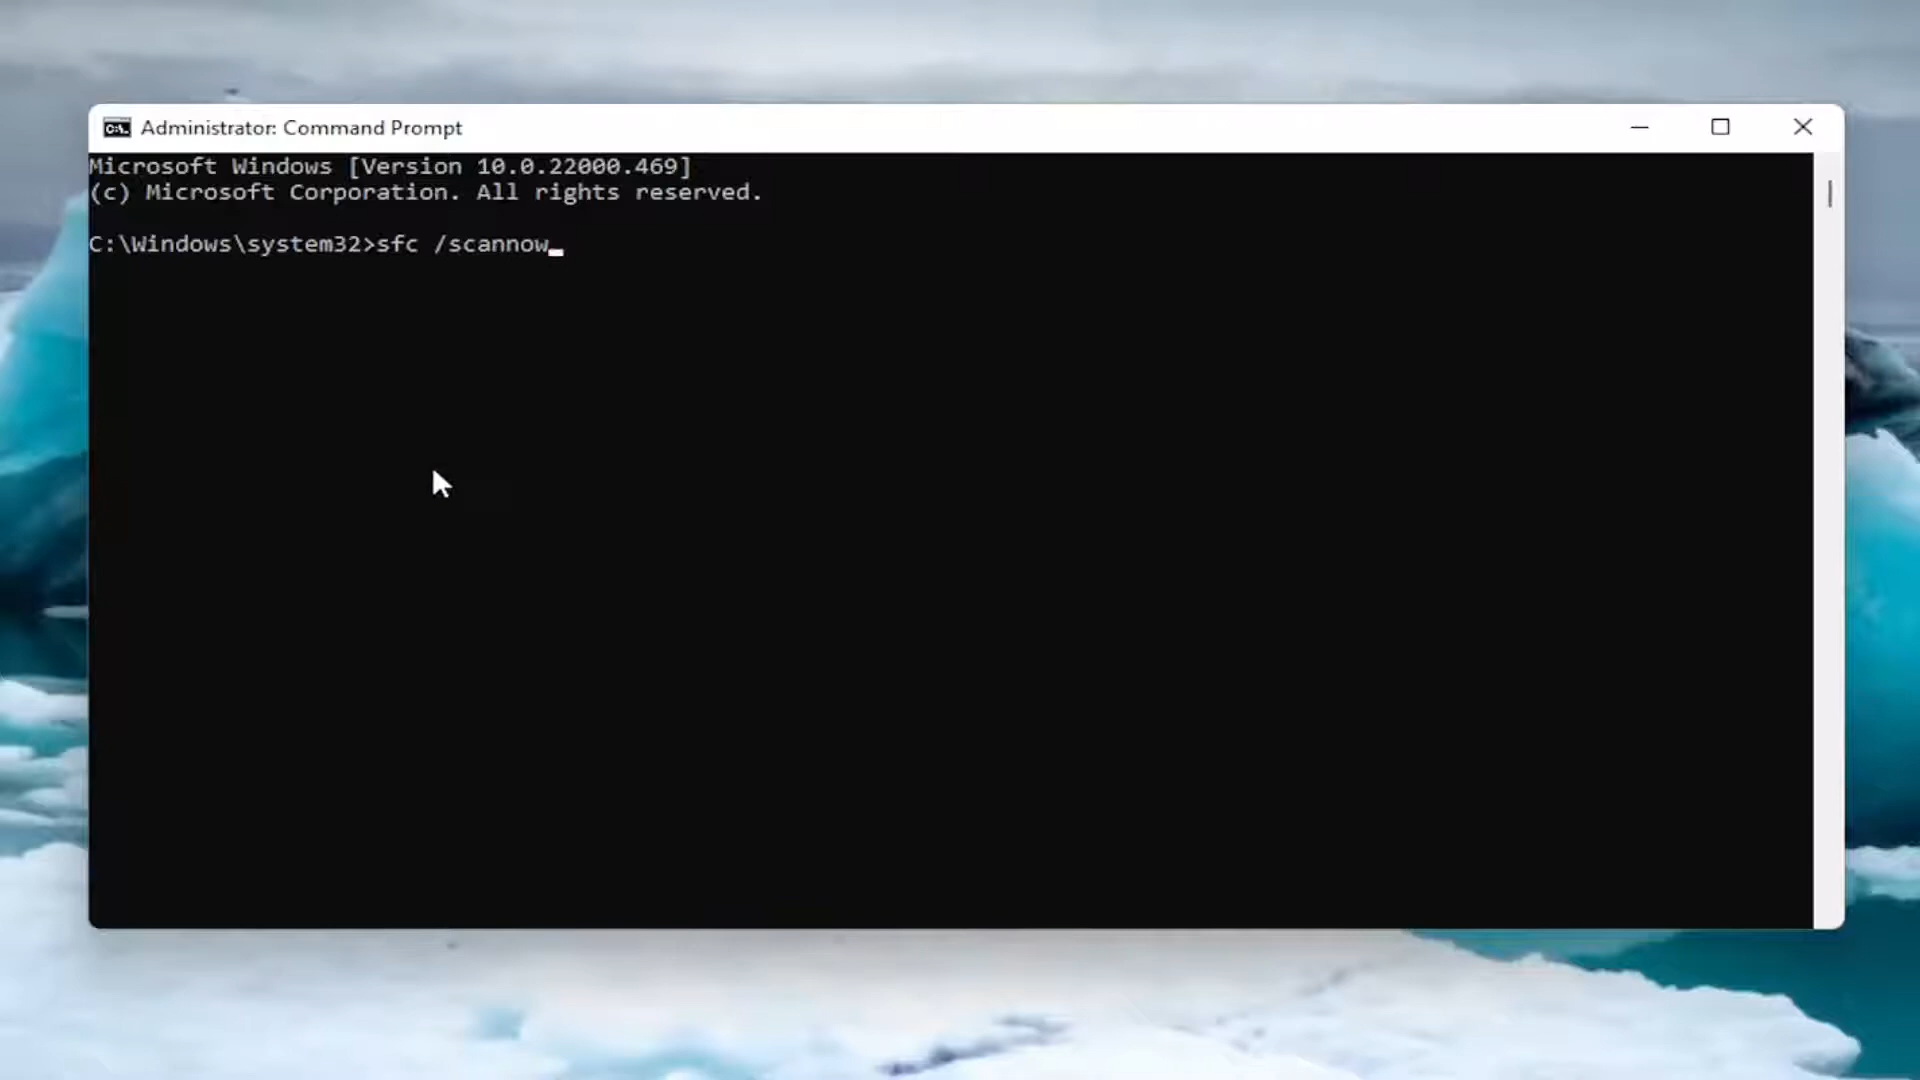 Administrator: Command Prompt
Microsoft Windows [Version 10.0.22000.469]
(c) Microsoft Corporation. All rights reserved.
C:\Windows\system32>sfc /scannow